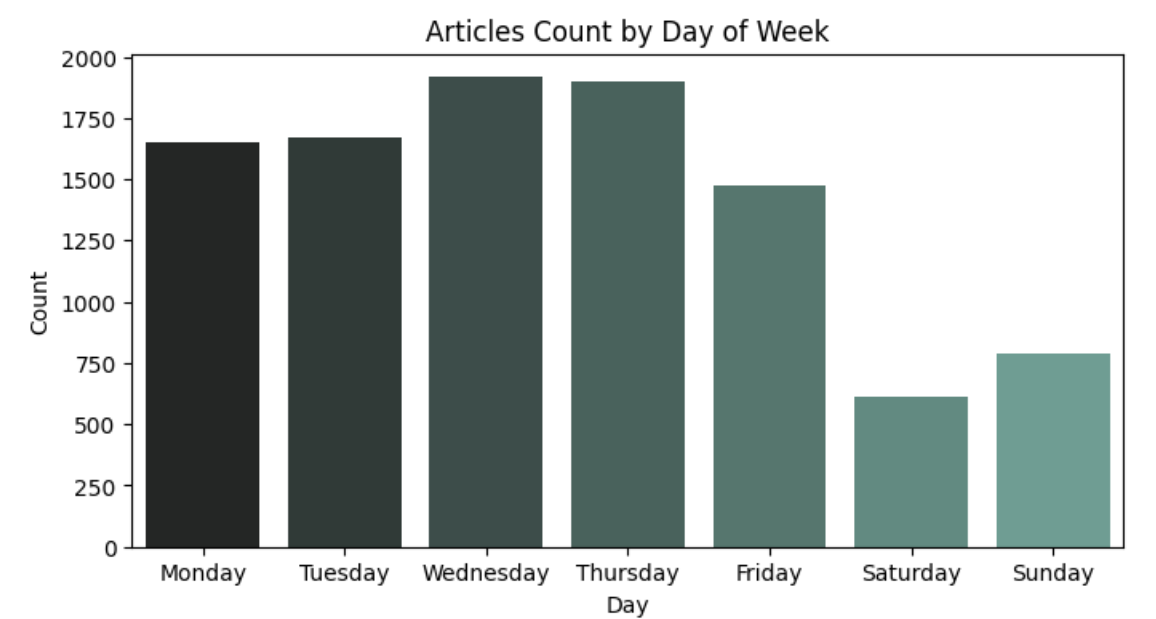 Articles Count by Day of Week
2000
1750
1500
1250
1000
750
500
250
0
Count
Monday Tuesday Wednesday Thursday Friday Saturday Sunday
Day